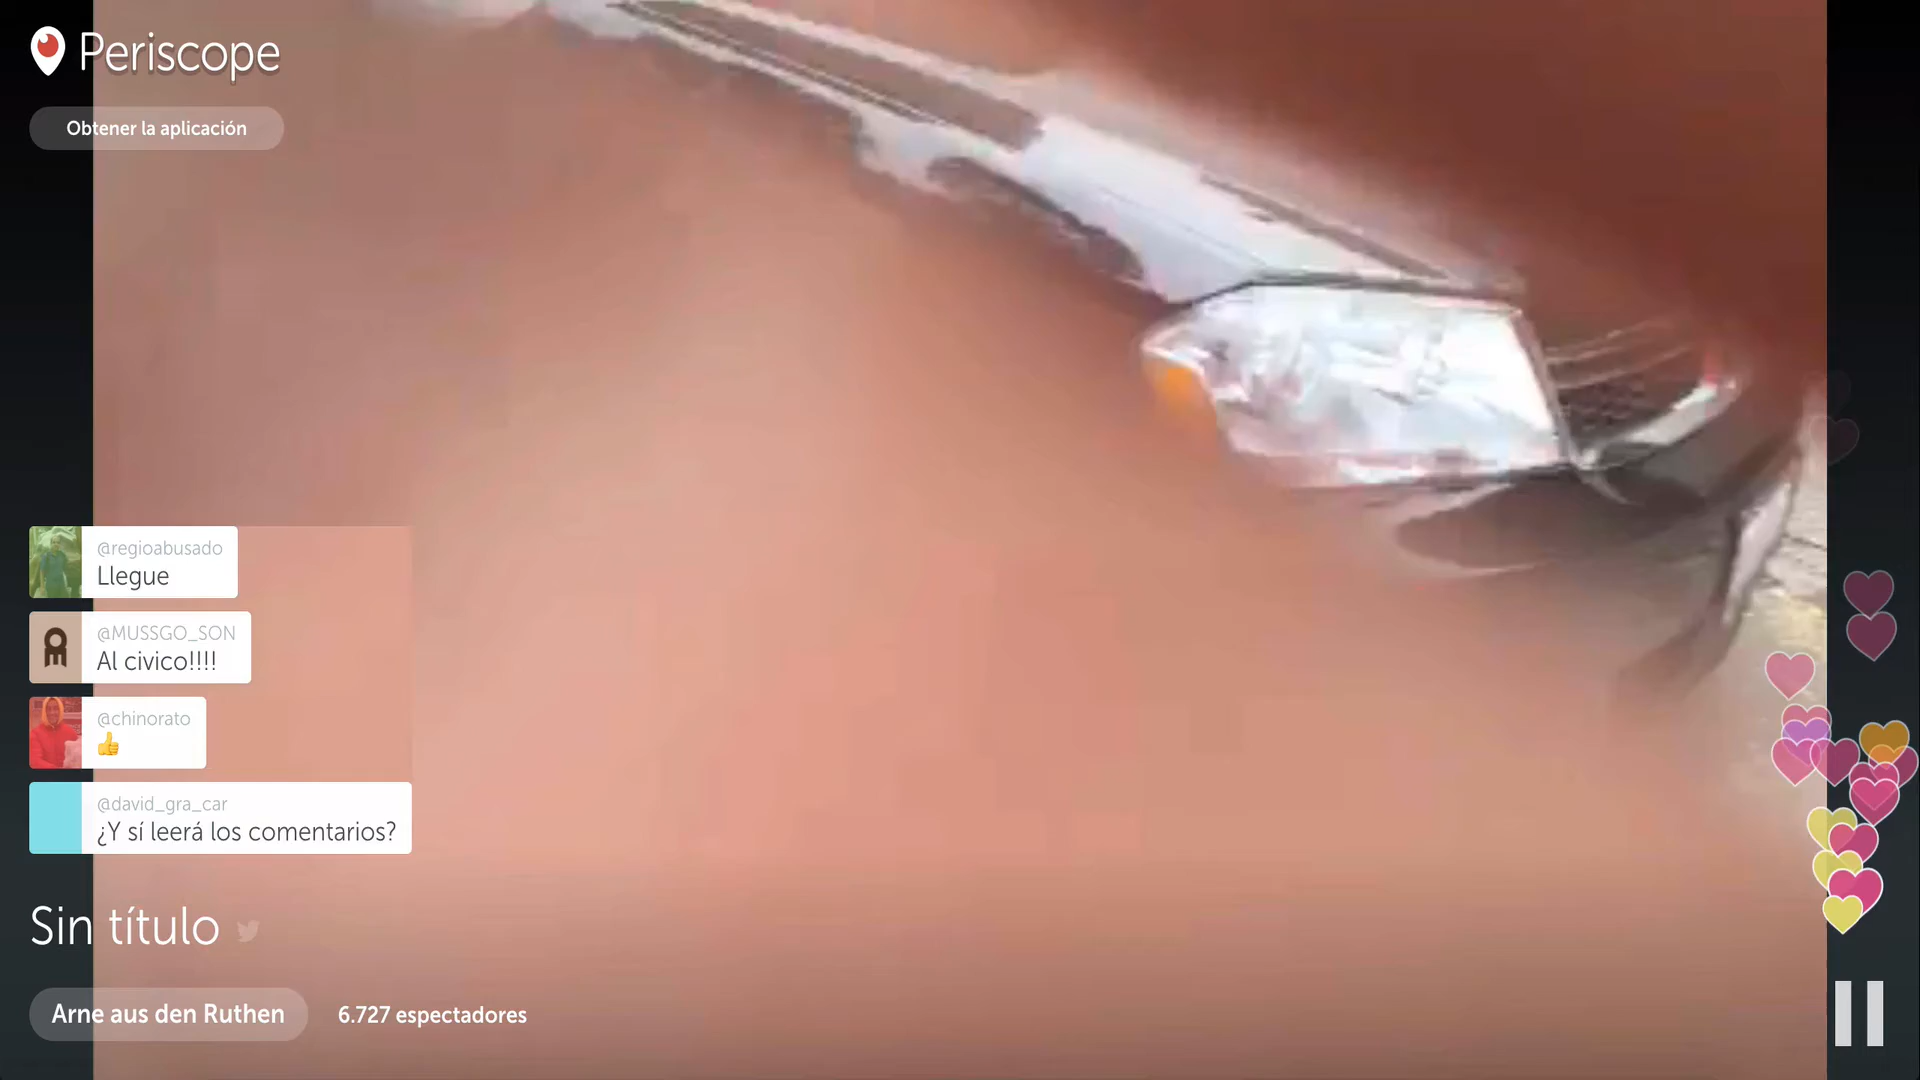 Periscope
Obtener la aplicación
@regioabusado
Llegue
@MUSSGO_SON
Al civico!!!!
@chinorato
👍
@david_gra_car
¿Y sí leerá los comentarios?
Sin título
Arne aus den Ruthen
6.727 espectadores